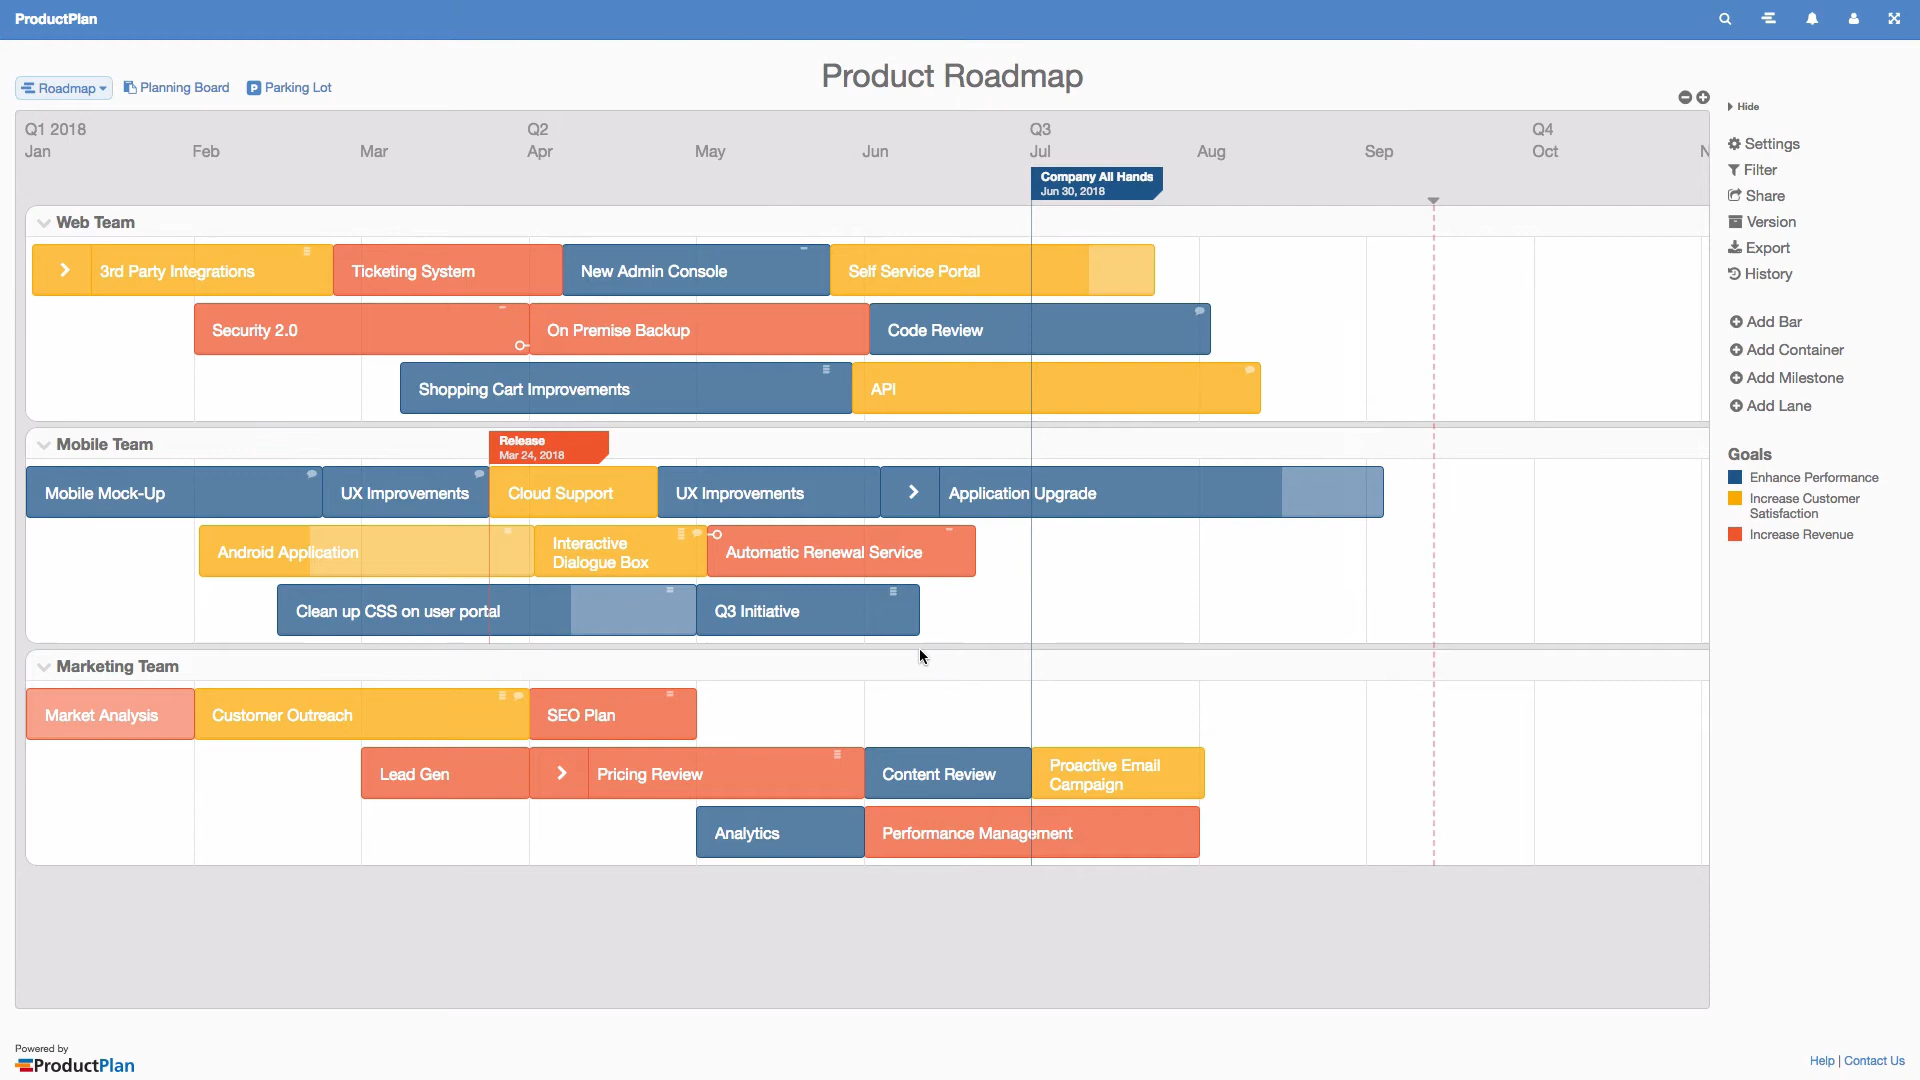 ProductPlan
Product Roadmap
Roadmap
Planning Board
P Parking Lot
Hide
Q1 2018
Q2
Q3
Q4
Jan
Feb
Mar
Apr
May
Jun
Jul
Aug
Sep
Oct
N
Company All Hands
Jun 30, 2018
Web Team
3rd Party Integrations
Ticketing System
New Admin Console
Self Service Portal
Security 2.0
On Premise Backup
Code Review
Shopping Cart Improvements
API
Mobile Team
Release
Mar 24, 2018
Mobile Mock-Up
UX Improvements
Cloud Support
UX Improvements
Application Upgrade
Android Application
Interactive
Dialogue Box
Automatic Renewal Service
Clean up CSS on user portal
Q3 Initiative
Marketing Team
Market Analysis
Customer Outreach
SEO Plan
Lead Gen
Pricing Review
Content Review
Proactive Email
Campaign
Analytics
Performance Management
Settings
Filter
Share
Version
Export
History
Add Bar
Add Container
Add Milestone
Add Lane
Goals
Enhance Performance
Increase Customer
Satisfaction
Increase Revenue
Powered by
ProductPlan
Help | Contact Us